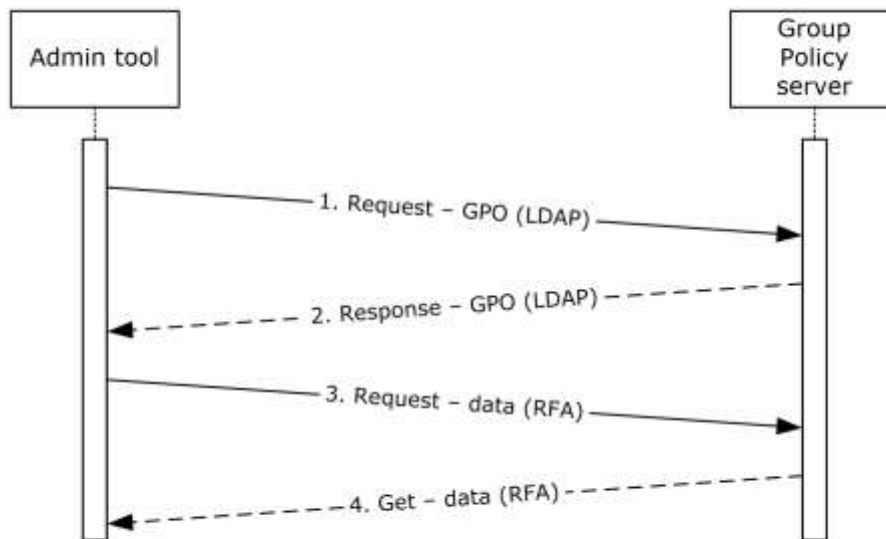 Admin tool
Group
Policy
server
1. Request – GPO (LDAP)
2. Response – GPO (LDAP)
3. Request – data (RFA)
4. Get – data (RFA)